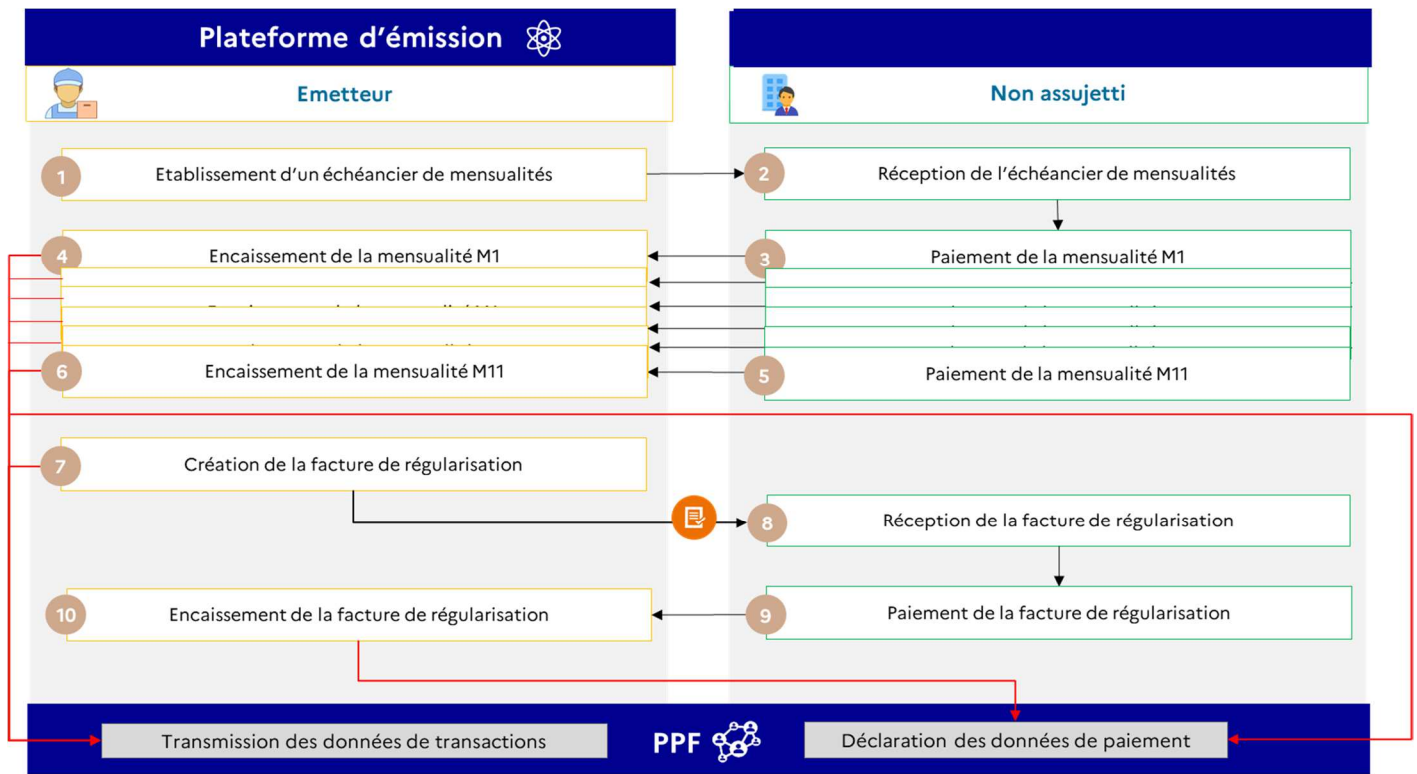 Plateforme d'émission
Emetteur
Non assujetti
1
Etablissement d'un échéancier de mensualités
2
Réception de l'échéancier de mensualités
4
Encaissement de la mensualité M1
3
Paiement de la mensualité M1
6
Encaissement de la mensualité M11
5
Paiement de la mensualité M11
7
Création de la facture de régularisation
8
Réception de la facture de régularisation
10
Encaissement de la facture de régularisation
9
Paiement de la facture de régularisation
Transmission des données de transactions
PPF
Déclaration des données de paiement